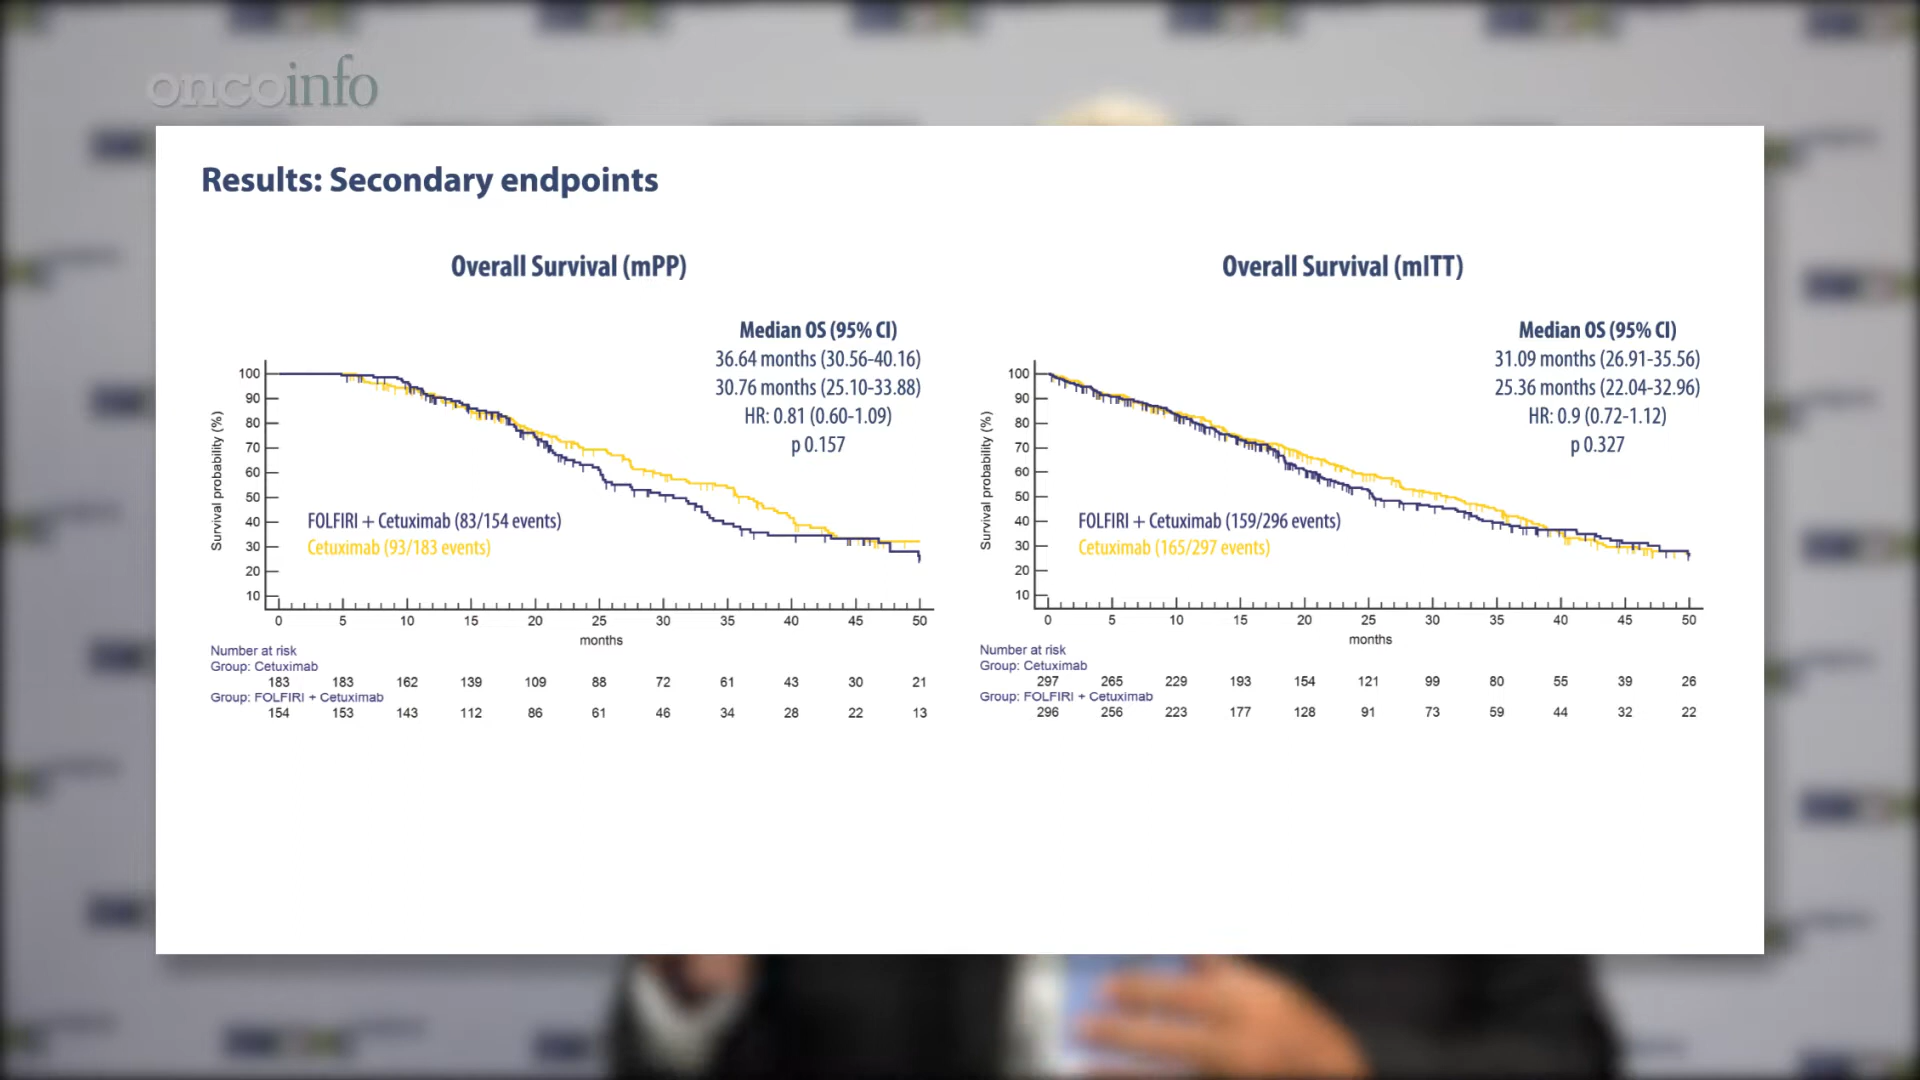 oncoinfo
Results: Secondary endpoints
Overall Survival (mPP)
Median OS (95% CI)
36.64 months (30.56-40.16)
30.76 months (25.10-33.88)
HR: 0.81 (0.60-1.09)
p 0.157
Survival probability (%)
100
90
80
70
60
50
40
30
20
10
FOLFIRI + Cetuximab (83/154 events)
Cetuximab (93/183 events)
0 5 10 15 20 25 30 35 40 45 50
months
Number at risk
Group: Cetuximab
183 183 162 139 109 88 72 61 43 30 21
Group: FOLFIRI + Cetuximab
154 153 143 112 86 61 46 34 28 22 13
Overall Survival (mITT)
Median OS (95% CI)
31.09 months (26.91-35.56)
25.36 months (22.04-32.96)
HR: 0.9 (0.72-1.12)
p 0.327
Survival probability (%)
100
90
80
70
60
50
40
30
20
10
FOLFIRI + Cetuximab (159/296 events)
Cetuximab (165/297 events)
0 5 10 15 20 25 30 35 40 45 50
months
Number at risk
Group: Cetuximab
297 265 229 193 154 121 99 80 55 39 26
Group: FOLFIRI + Cetuximab
296 256 223 177 128 91 73 59 44 32 22